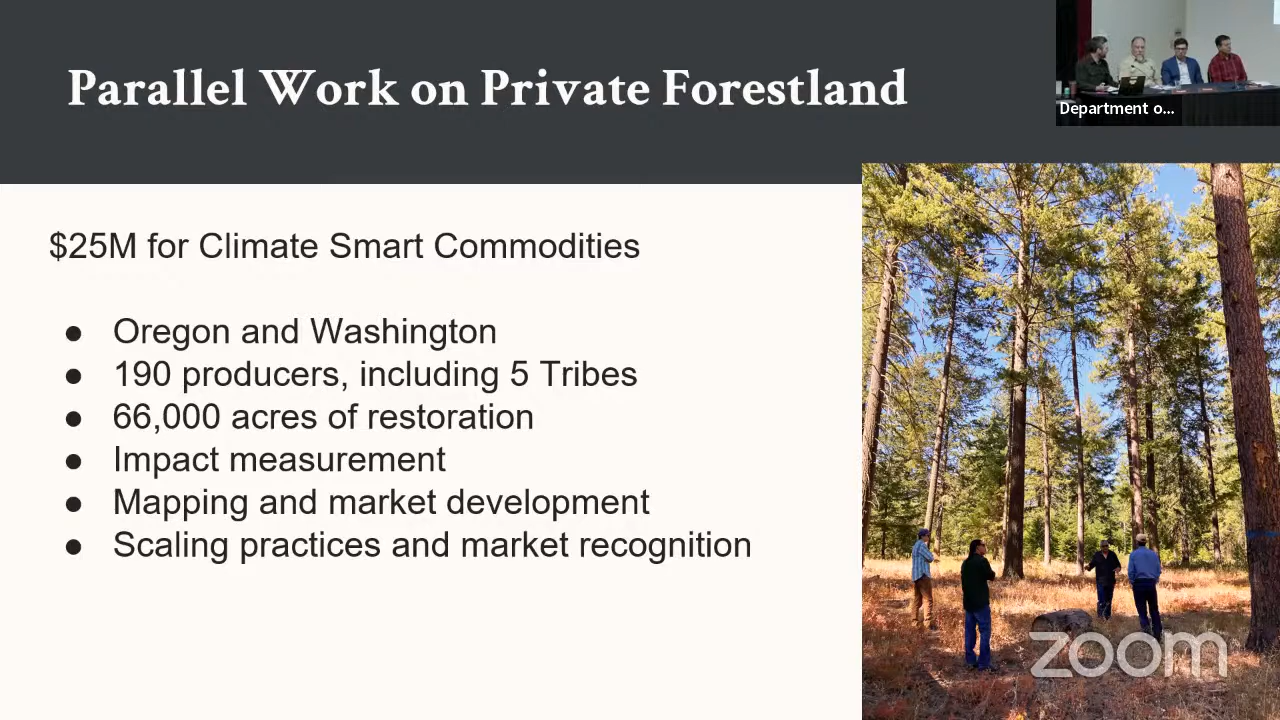 Parallel Work on Private Forestland
Department o...
$25M for Climate Smart Commodities
● Oregon and Washington
● 190 producers, including 5 Tribes
● 66,000 acres of restoration
● Impact measurement
● Mapping and market development
● Scaling practices and market recognition
zoom